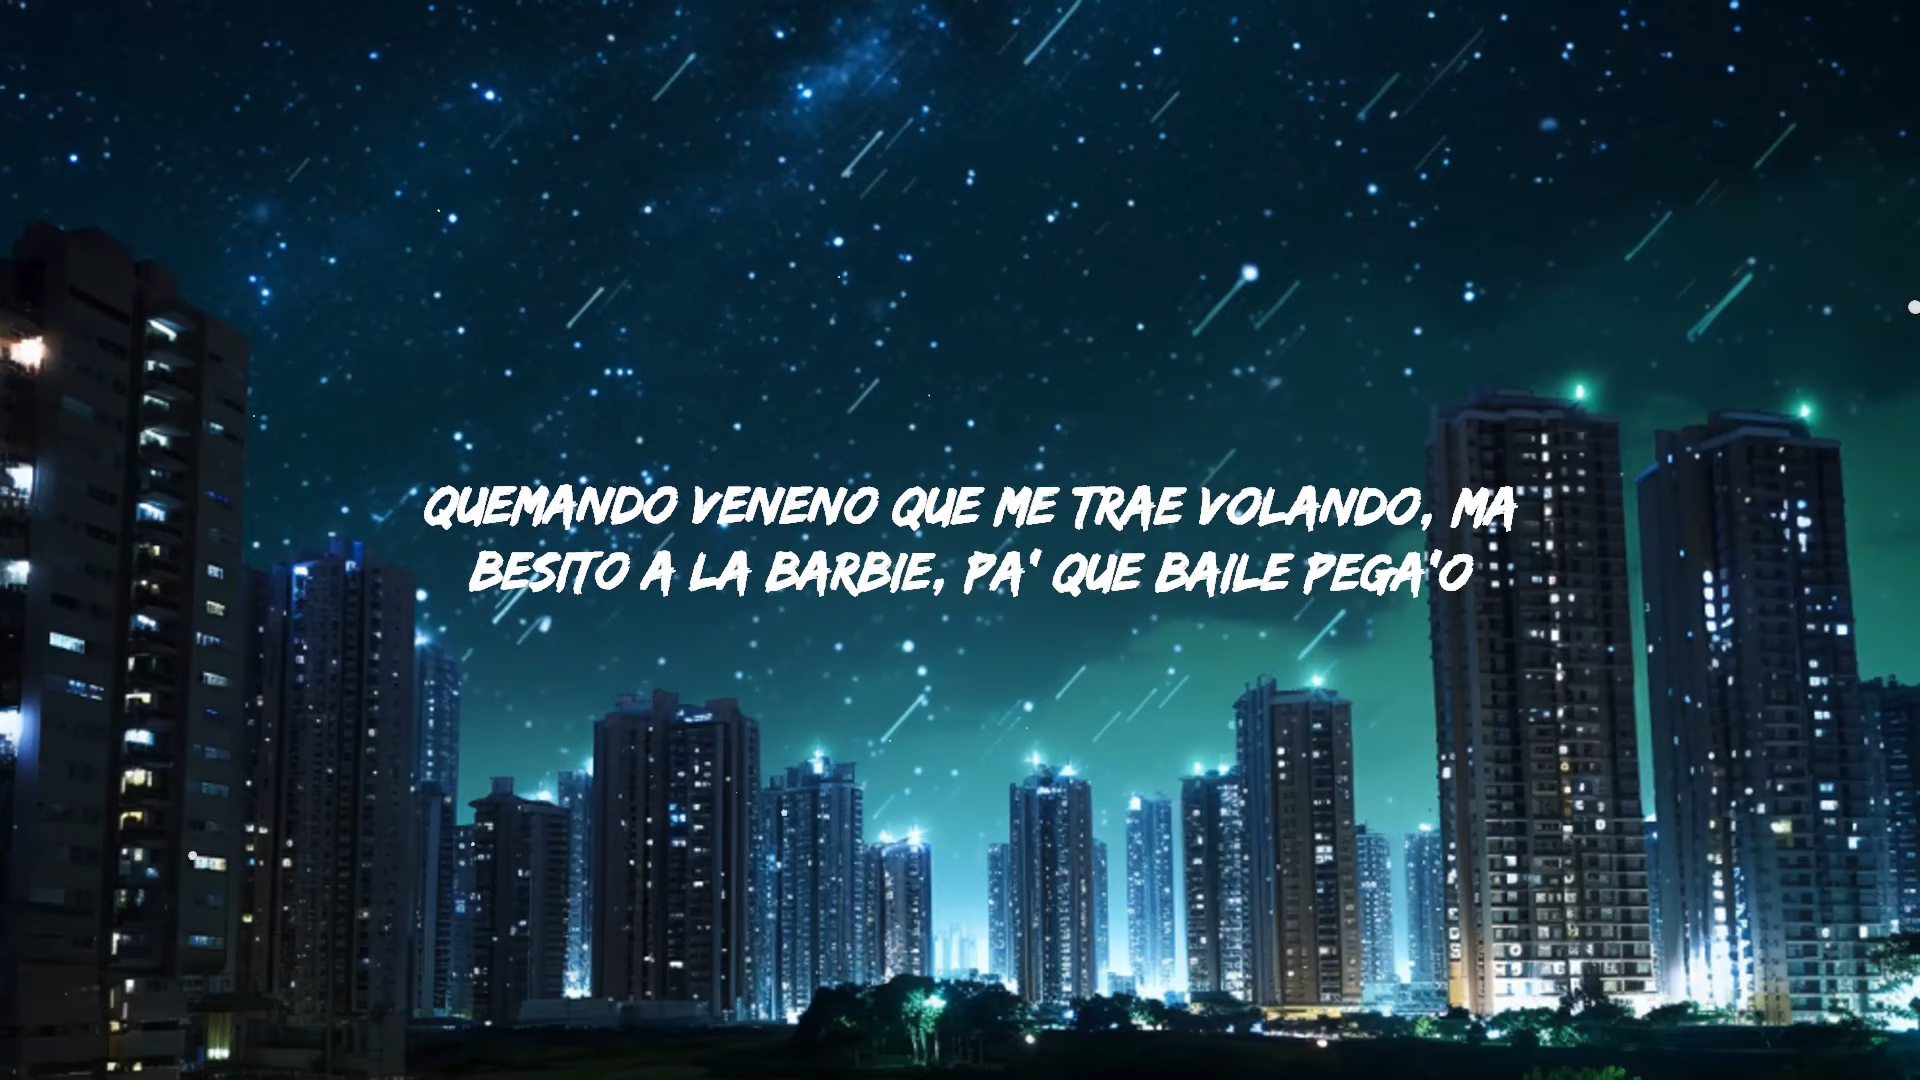 QUEMANDO VENENO QUE ME TRAE VOLANDO, MA
BESITO A LA BARBIE, PA' QUE BAILE PEGA'O